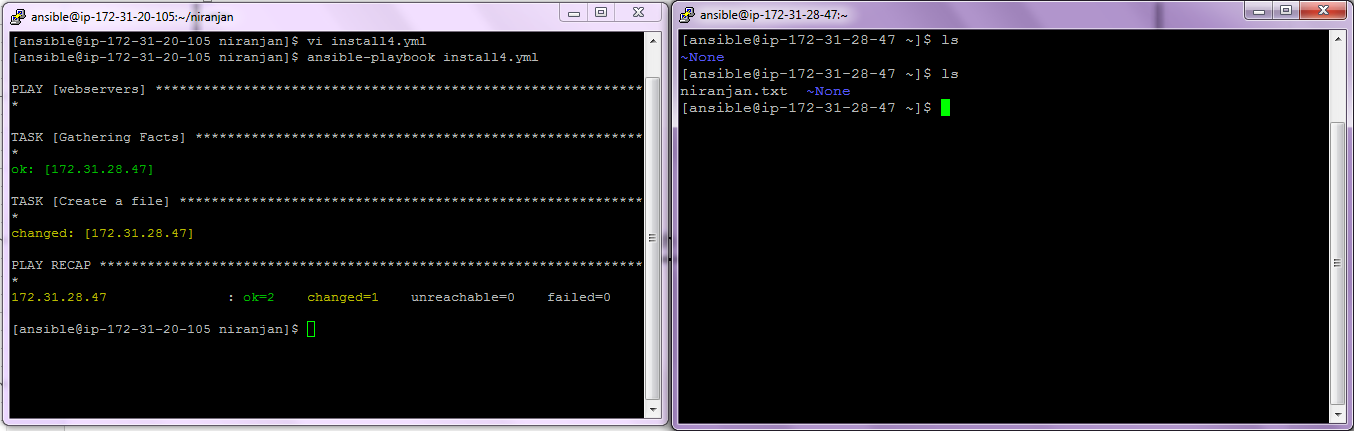 ansible@ip-172-31-20-105:~/niranjan
[ansible@ip-172-31-20-105 niranjan]$ vi install4.yml
[ansible@ip-172-31-20-105 niranjan]$ ansible-playbook install4.yml
PLAY [webservers] *************************************************************
*
TASK [Gathering Facts] ********************************************************
*
ok: [172.31.28.47]
TASK [Create a file] **********************************************************
*
changed: [172.31.28.47]
PLAY RECAP ********************************************************************
*
172.31.28.47               : ok=2    changed=1    unreachable=0    failed=0
[ansible@ip-172-31-20-105 niranjan]$
ansible@ip-172-31-28-47:~
[ansible@ip-172-31-28-47 ~]$ ls
~None
[ansible@ip-172-31-28-47 ~]$ ls
niranjan.txt  ~None
[ansible@ip-172-31-28-47 ~]$